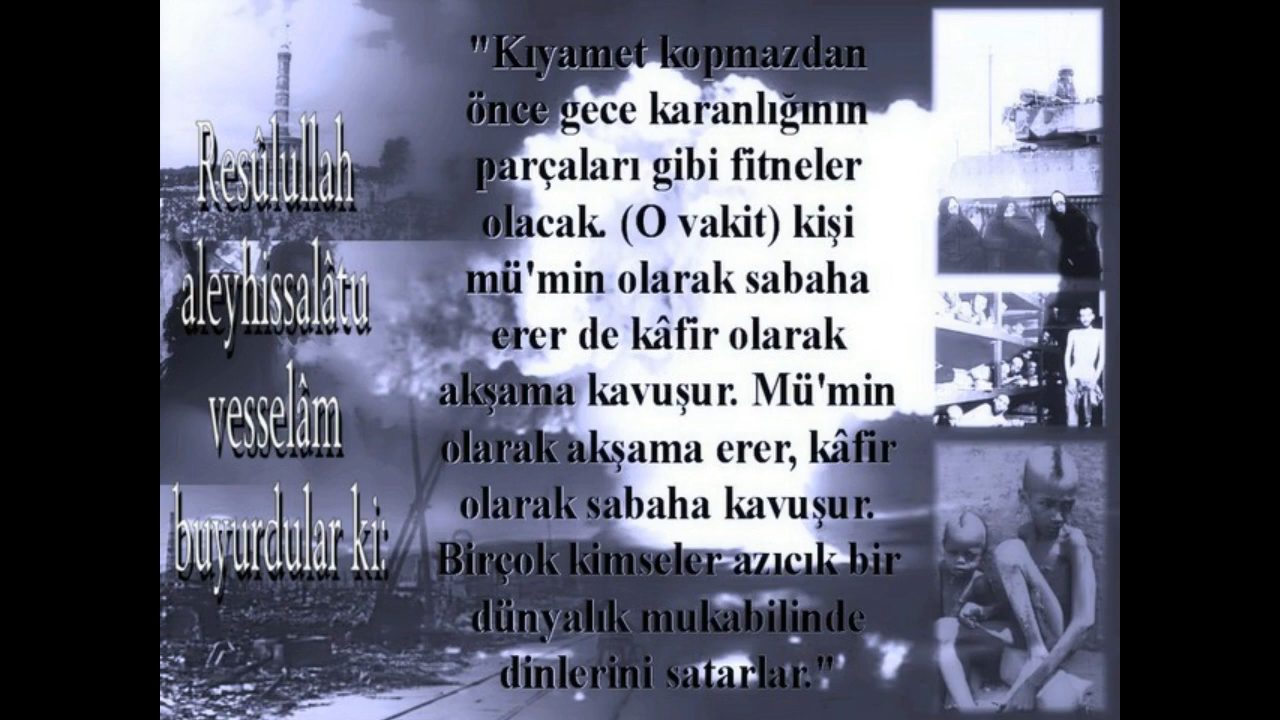 Resûlullah
aleyhissalâtu
vesselâm
buyurdular ki:
"Kıyamet kopmazdan
önce gece karanlığının
parçaları gibi fitneler
olacak. (O vakit) kişi
mü'min olarak sabaha
erer de kâfir olarak
akşama kavuşur. Mü'min
olarak akşama erer, kâfir
olarak sabaha kavuşur.
Birçok kimseler azıcık bir
dünyalık mukabilinde
dinlerini satarlar."